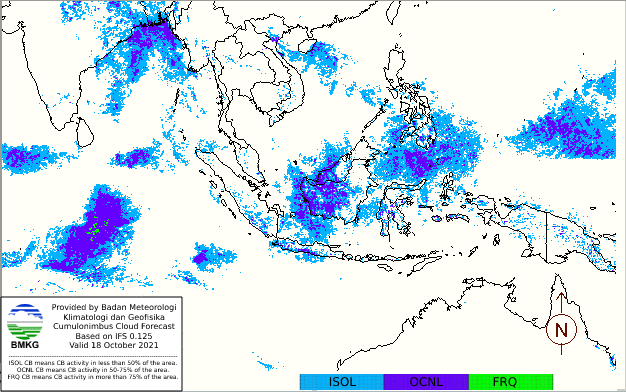 Provided by Badan Meteorologi
Klimatologi dan Geofisika
Cumulonimbus Cloud Forecast
Based on IFS 0.125
Valid 18 October 2021
BMKG
ISOL CB means CB activity in less than 50% of the area.
OCNL CB means CB activity in 50-75% of the area.
FRQ CB means CB activity in more than 75% of the area.
N
ISOL OCNL FRQ